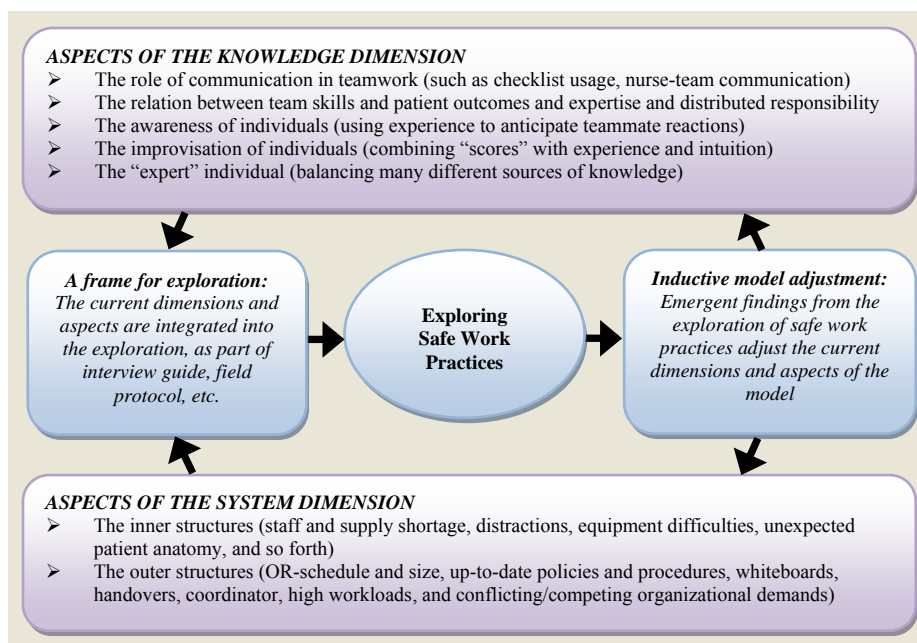 ASPECTS OF THE KNOWLEDGE DIMENSION
➢ The role of communication in teamwork (such as checklist usage, nurse-team communication)
➢ The relation between team skills and patient outcomes and expertise and distributed responsibility
➢ The awareness of individuals (using experience to anticipate teammate reactions)
➢ The improvisation of individuals (combining “scores” with experience and intuition)
➢ The “expert” individual (balancing many different sources of knowledge)
A frame for exploration:
The current dimensions and
aspects are integrated into
the exploration, as part of
interview guide, field
protocol, etc.
Exploring
Safe Work
Practices
Inductive model adjustment:
Emergent findings from the
exploration of safe work
practices adjust the current
dimensions and aspects of the
model
ASPECTS OF THE SYSTEM DIMENSION
➢ The inner structures (staff and supply shortage, distractions, equipment difficulties, unexpected
patient anatomy, and so forth)
➢ The outer structures (OR-schedule and size, up-to-date policies and procedures, whiteboards,
handovers, coordinator, high workloads, and conflicting/competing organizational demands)